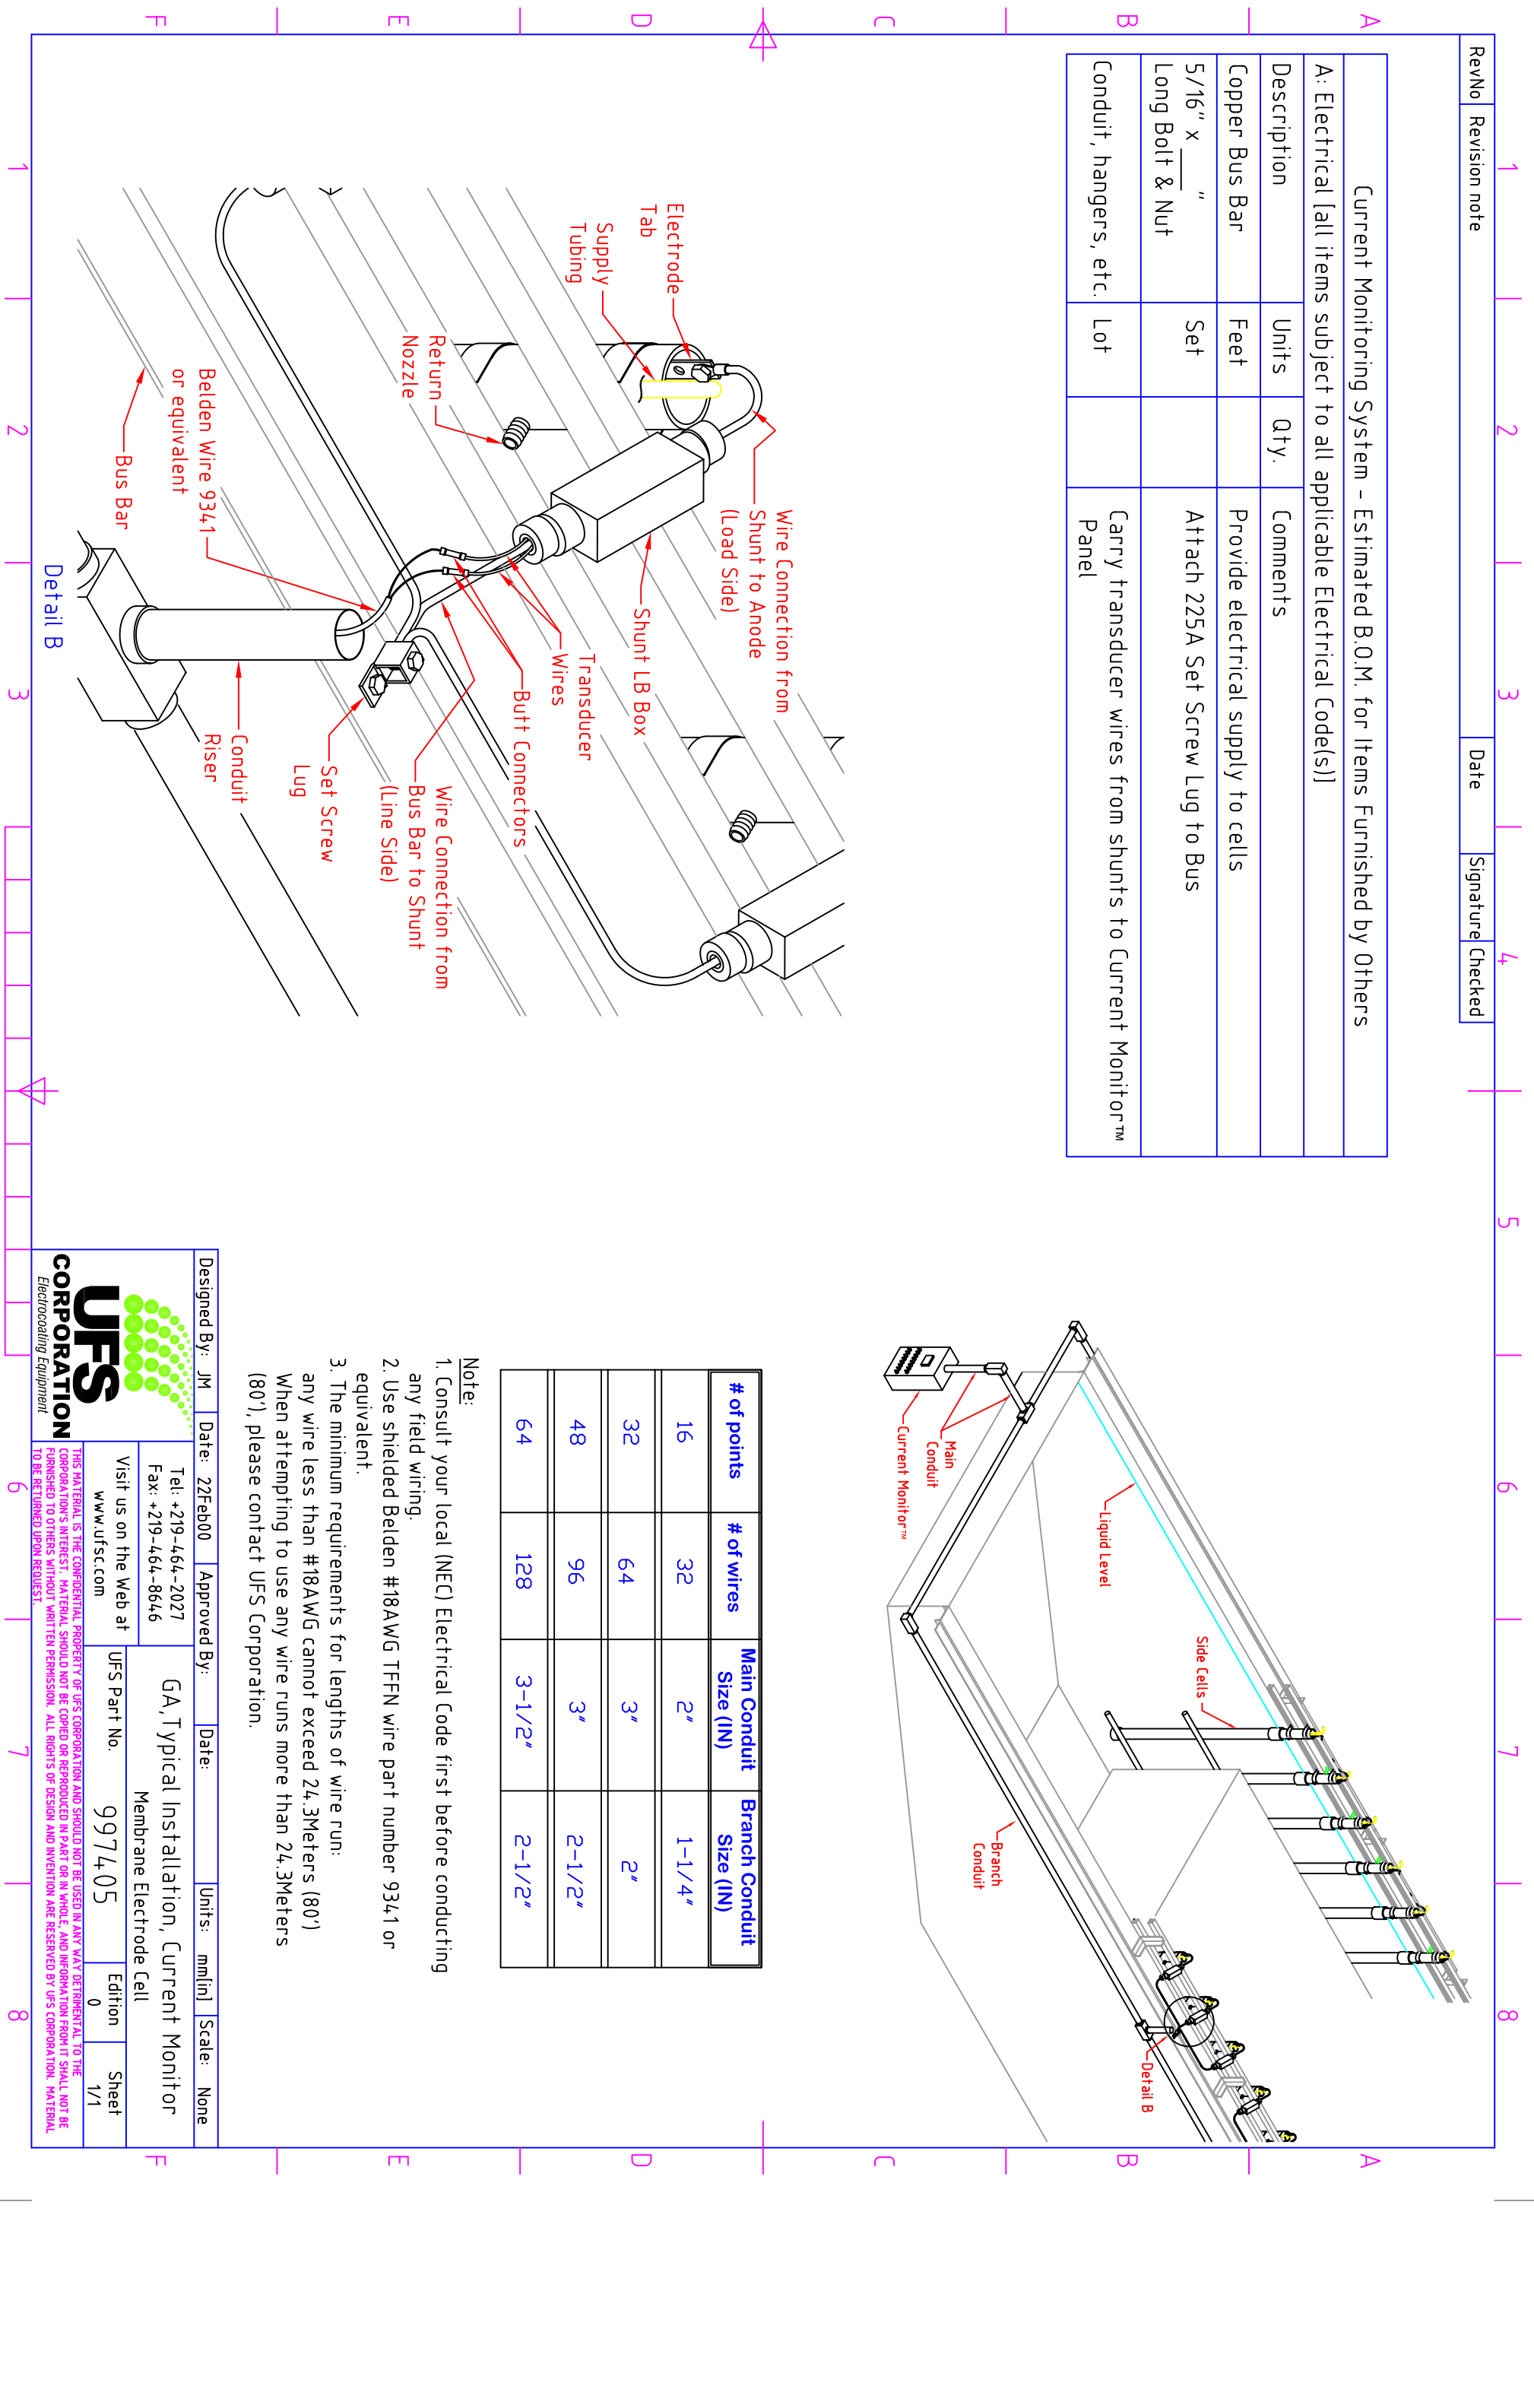 RevNo Revision note Date Signature Checked
Current Monitoring System - Estimated B.O.M. for Items Furnished by Others
A: Electrical [all items subject to all applicable Electrical Code(s)]
Description Units Qty. Comments
Copper Bus Bar Feet Provide electrical supply to cells
5/16" x ____ "
Long Bolt & Nut Set Attach 225A Set Screw Lug to Bus
Conduit, hangers, etc. Lot Carry transducer wires from shunts to Current Monitor™
Panel
Electrode
Tab
Supply
Tubing
Return
Nozzle
Wire Connection from
Shunt to Anode
(Load Side)
Shunt LB Box
Transducer
Wires
Butt Connectors
Wire Connection from
Bus Bar to Shunt
(Line Side)
Set Screw
Lug
Conduit
Riser
Belden Wire 9341
or equivalent
Bus Bar
Detail B
Main
Conduit
Current Monitor™
Liquid Level
Side Cells
Branch
Conduit
Detail B
# of points # of wires Main Conduit
Size (IN) Branch Conduit
Size (IN)
16 32 2" 1-1/4"
32 64 3" 2"
48 96 3" 2-1/2"
64 128 3-1/2" 2-1/2"
Note:
1. Consult your local (NEC) Electrical Code first before conducting
any field wiring.
2. Use shielded Belden #18AWG TFFN wire part number 9341 or
equivalent.
3. The minimum requirements for lengths of wire run:
any wire less than #18AWG cannot exceed 24.3Meters (80')
When attempting to use any wire runs more than 24.3Meters
(80'), please contact UFS Corporation.
Designed By: JM Date: 22Feb00 Approved By: Date: Units: mm[in] Scale: None
UFS
CORPORATION
Electrocoating Equipment
Tel: +219-464-2027
Fax: +219-464-8646
Visit us on the Web at
www.ufsc.com
GA,Typical Installation, Current Monitor
Membrane Electrode Cell
UFS Part No. 997405
Edition
0
Sheet
1/1
THIS MATERIAL IS THE CONFIDENTIAL PROPERTY OF UFS CORPORATION AND SHOULD NOT BE USED IN ANY WAY DETRIMENTAL TO THE
CORPORATION'S INTEREST. MATERIAL SHOULD NOT BE COPIED OR REPRODUCED IN PART OR IN WHOLE, AND INFORMATION FROM IT SHALL NOT BE
FURNISHED TO OTHERS WITHOUT WRITTEN PERMISSION. ALL RIGHTS OF DESIGN AND INVENTION ARE RESERVED BY UFS CORPORATION. MATERIAL
TO BE RETURNED UPON REQUEST.
1 2 3 4 5 6 7 8
1 2 3 6 7 8
A B C D E F
A B C D E F